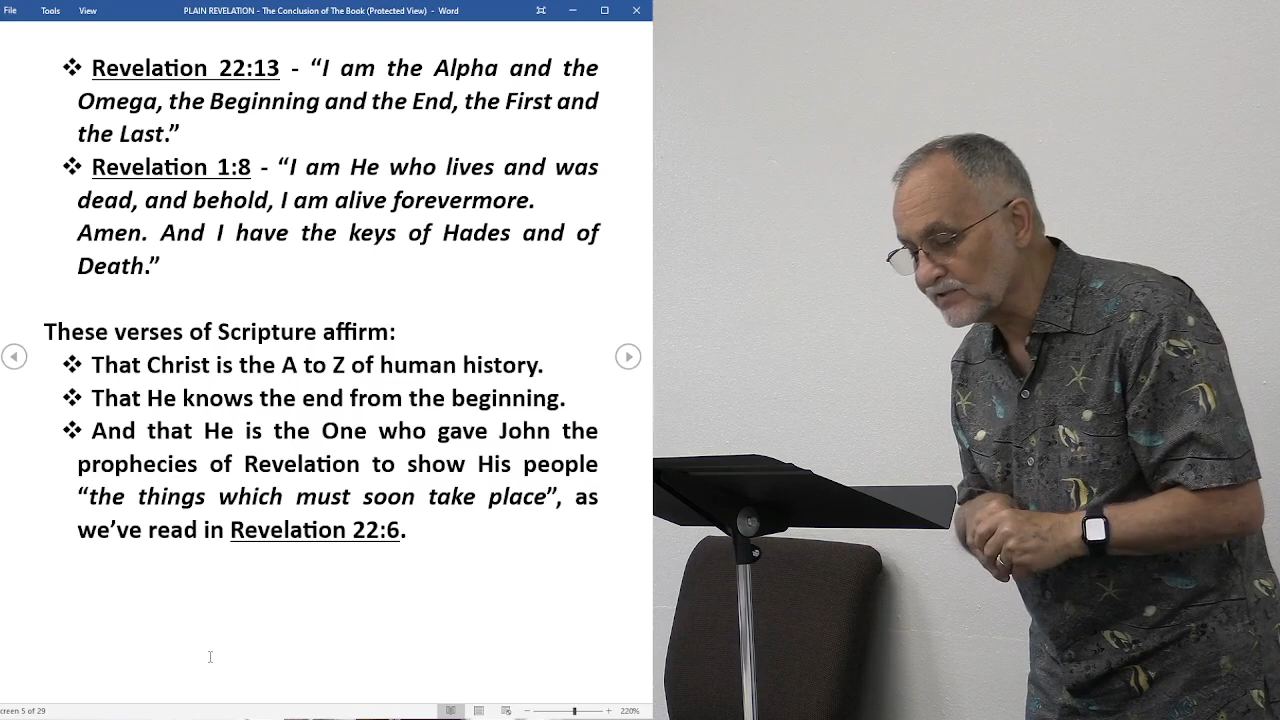 File Tools View PLAIN REVELATION - The Conclusion of The Book (Protected View) - Word
❖ Revelation 22:13 - “I am the Alpha and the
Omega, the Beginning and the End, the First and
the Last.”
❖ Revelation 1:8 - “I am He who lives and was
dead, and behold, I am alive forevermore.
Amen. And I have the keys of Hades and of
Death.”
These verses of Scripture affirm:
❖ That Christ is the A to Z of human history.
❖ That He knows the end from the beginning.
❖ And that He is the One who gave John the
prophecies of Revelation to show His people
“the things which must soon take place”, as
we’ve read in Revelation 22:6.
creen 5 of 29 220%